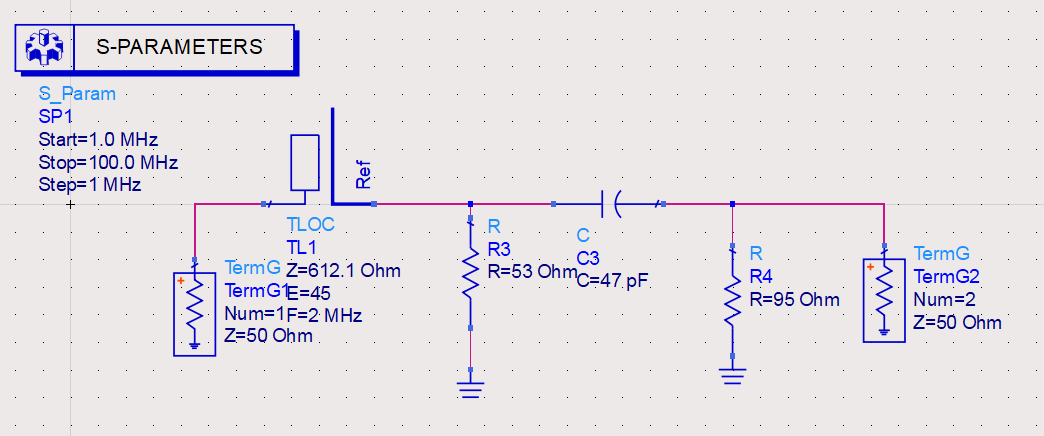 S-PARAMETERS
S_Param
SP1
Start=1.0 MHz
Stop=100.0 MHz
Step=1 MHz
Ref
TLOC
TL1
Z=612.1 Ohm
E=45
F=2 MHz
TermG
TermG1
Num=1
Z=50 Ohm
R
R3
R=53 Ohm
C
C3
C=47 pF
R
R4
R=95 Ohm
TermG
TermG2
Num=2
Z=50 Ohm